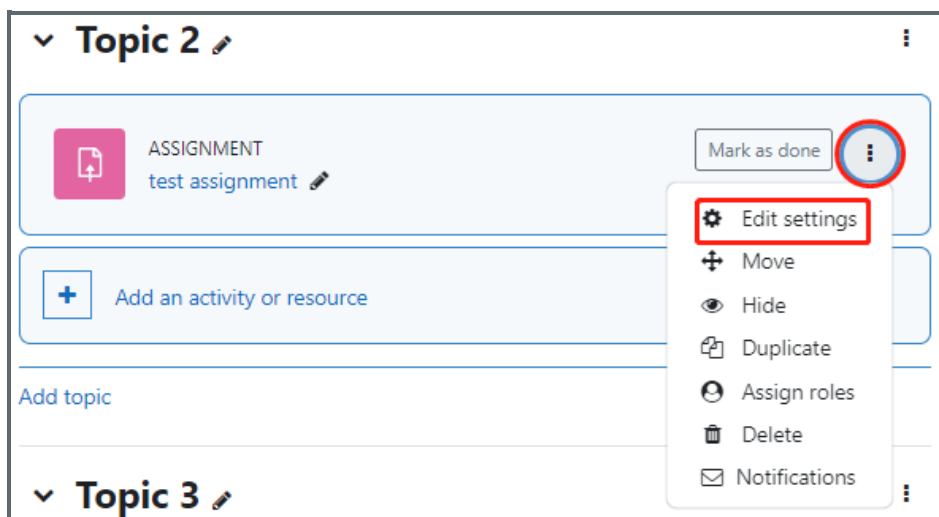 Topic 2
ASSIGNMENT
Mark as done
test assignment
Edit settings
Move
Add an activity or resource
Hide
Duplicate
Add topic
Assign roles
Delete
Notifications
Topic 3